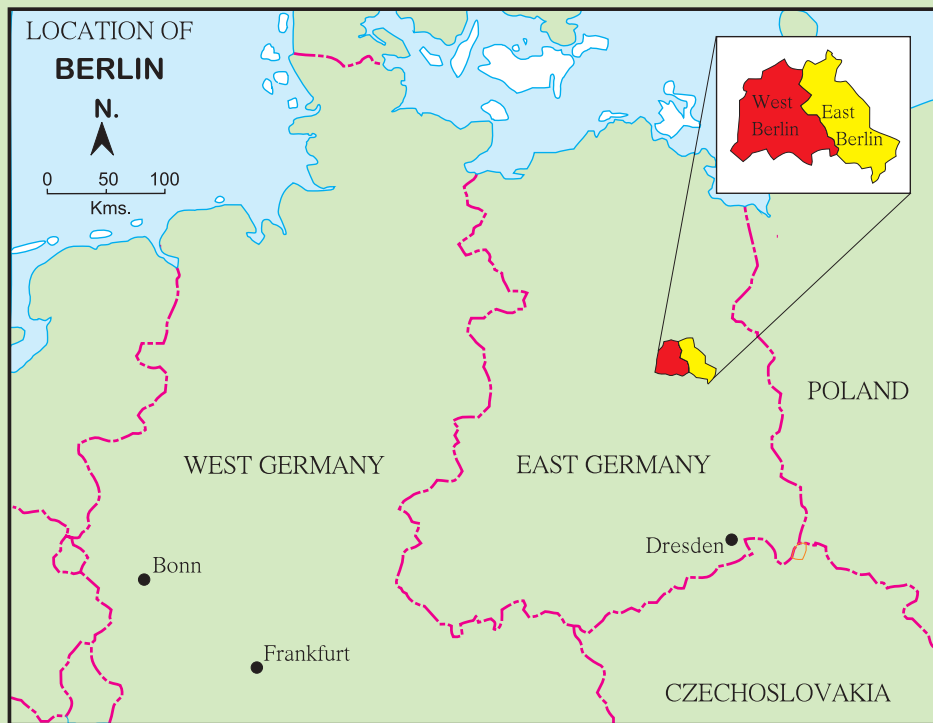 LOCATION OF
BERLIN
N.
0 50 100
Kms.
West
Berlin
East
Berlin
POLAND
WEST GERMANY
EAST GERMANY
Dresden
Bonn
Frankfurt
CZECHOSLOVAKIA